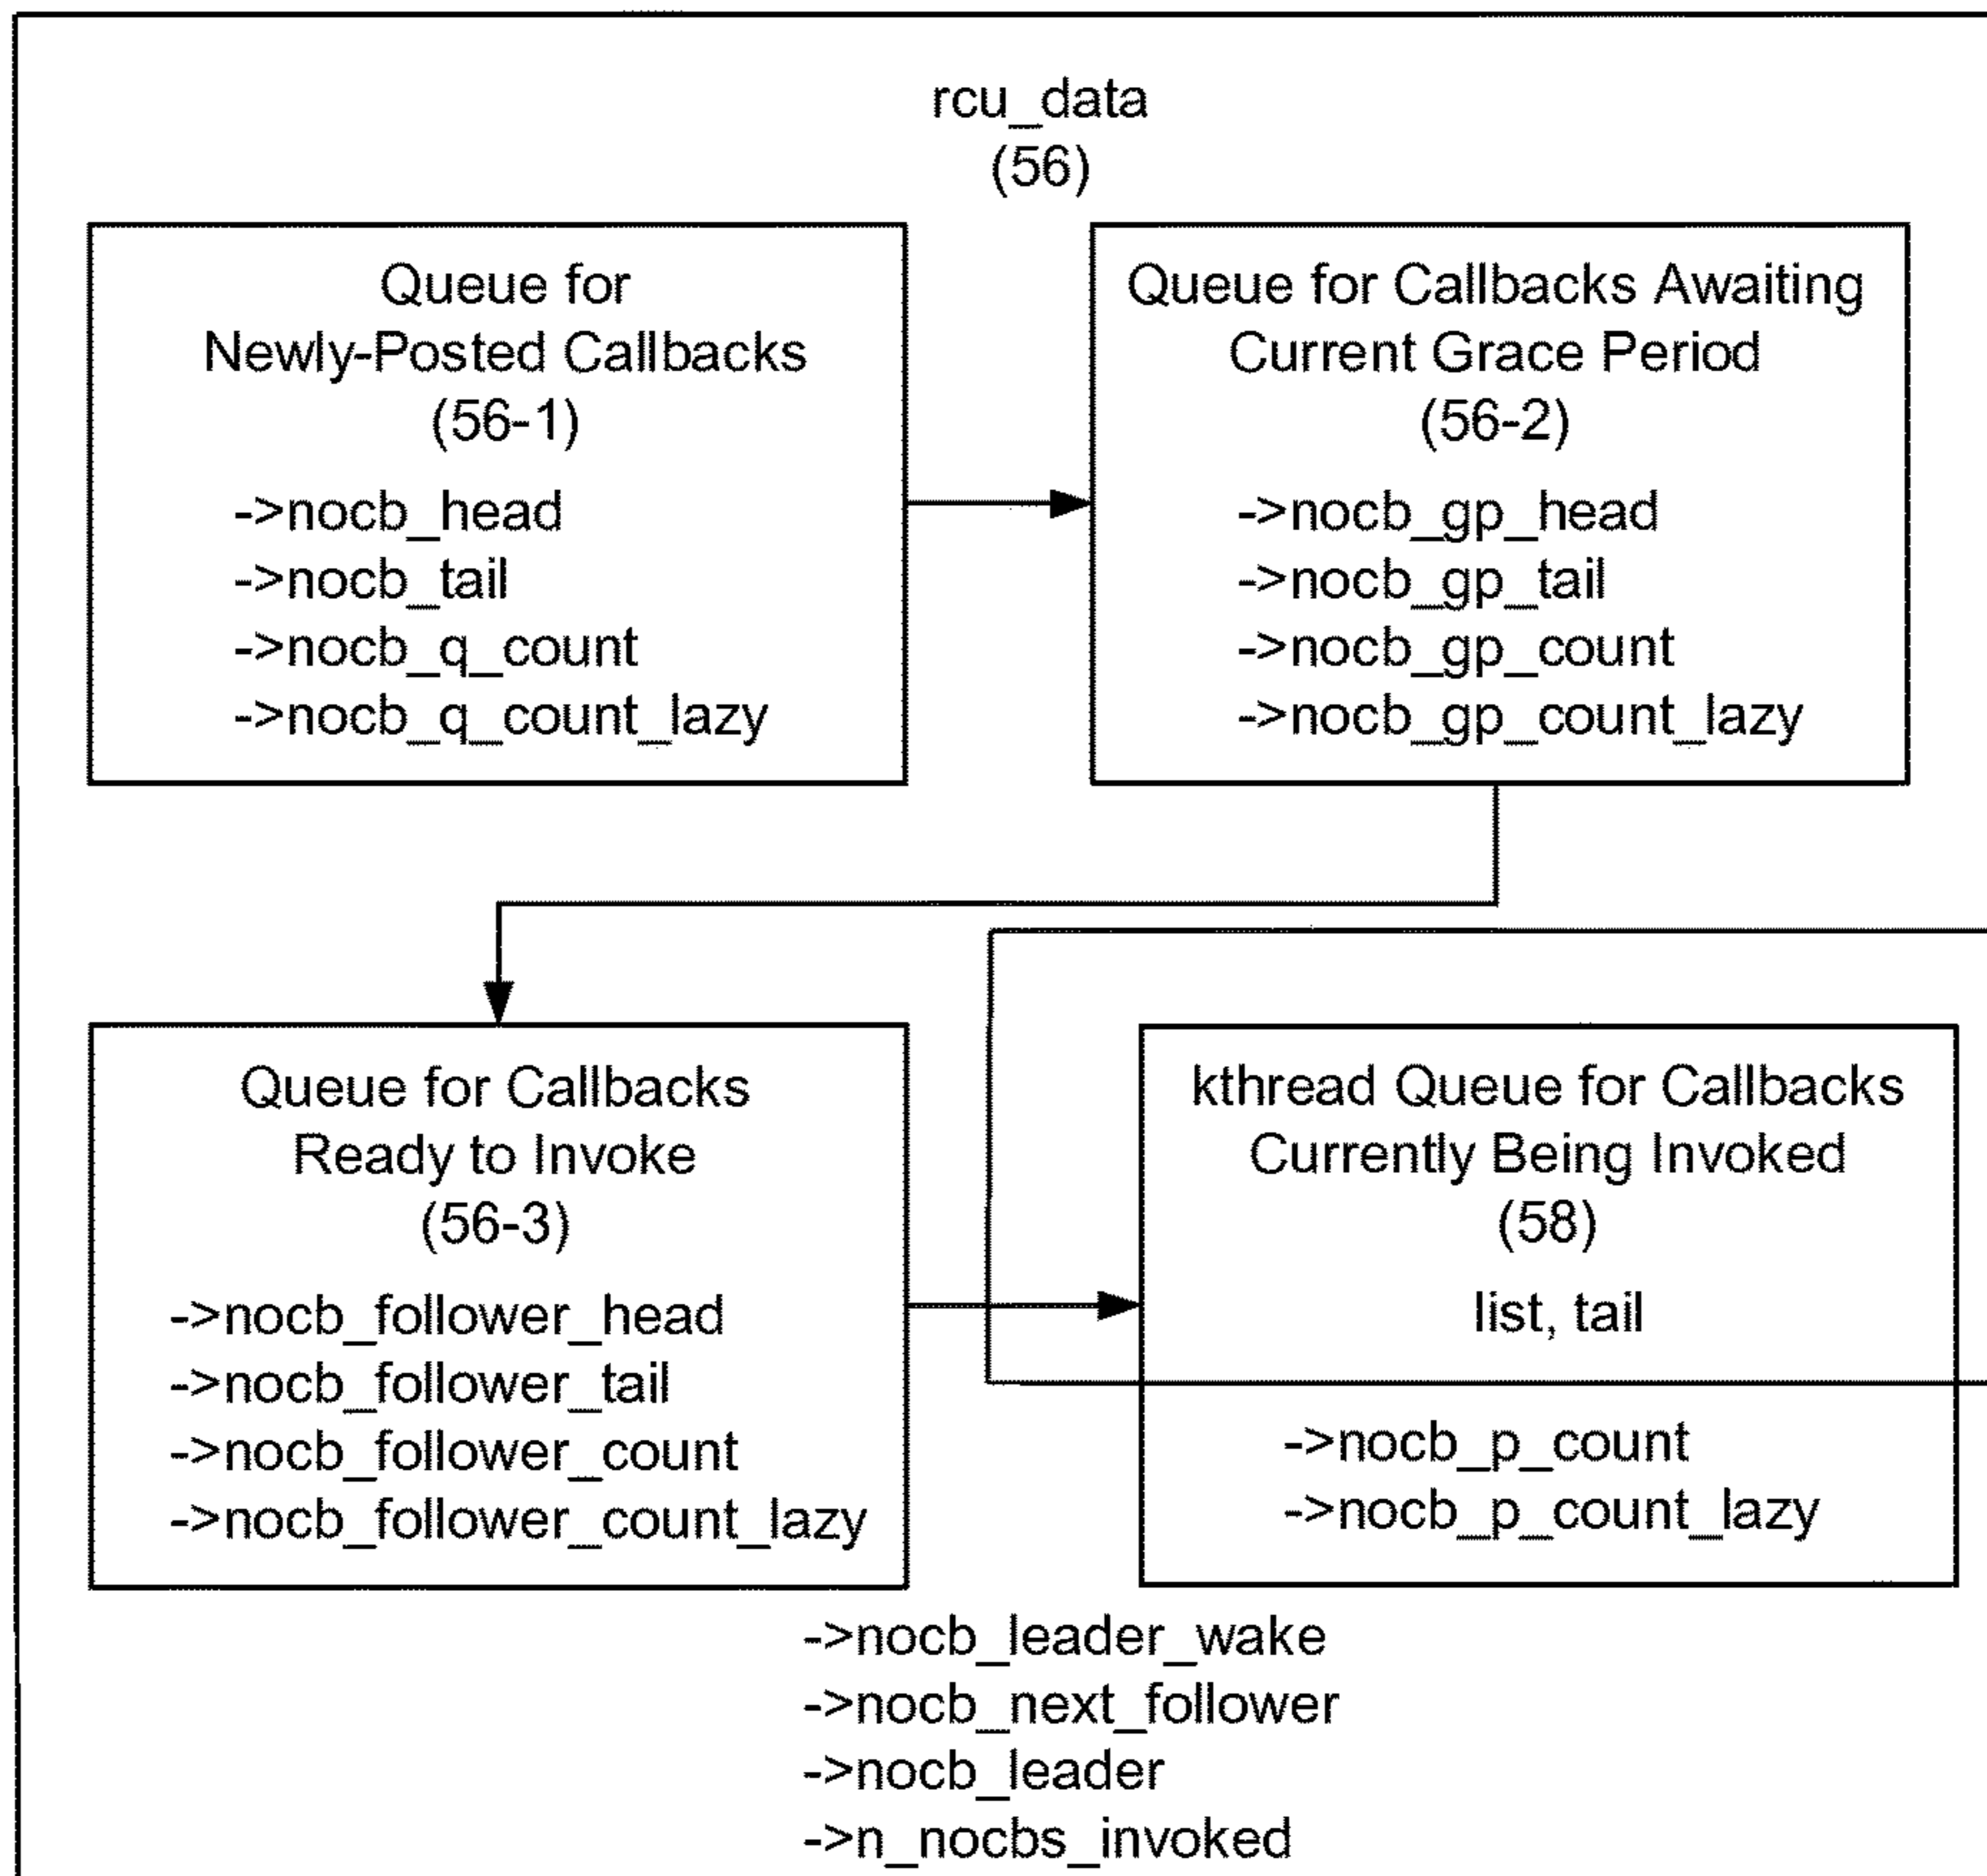 rcu_data
(56)
Queue for
Newly-Posted Callbacks
(56-1)
->nocb_head
->nocb_tail
->nocb_q_count
->nocb_q_count_lazy
Queue for Callbacks Awaiting
Current Grace Period
(56-2)
->nocb_gp_head
->nocb_gp_tail
->nocb_gp_count
->nocb_gp_count_lazy
Queue for Callbacks
Ready to Invoke
(56-3)
->nocb_follower_head
->nocb_follower_tail
->nocb_follower_count
->nocb_follower_count_lazy
kthread Queue for Callbacks
Currently Being Invoked
(58)
list, tail
->nocb_p_count
->nocb_p_count_lazy
->nocb_leader_wake
->nocb_next_follower
->nocb_leader
->n_nocbs_invoked